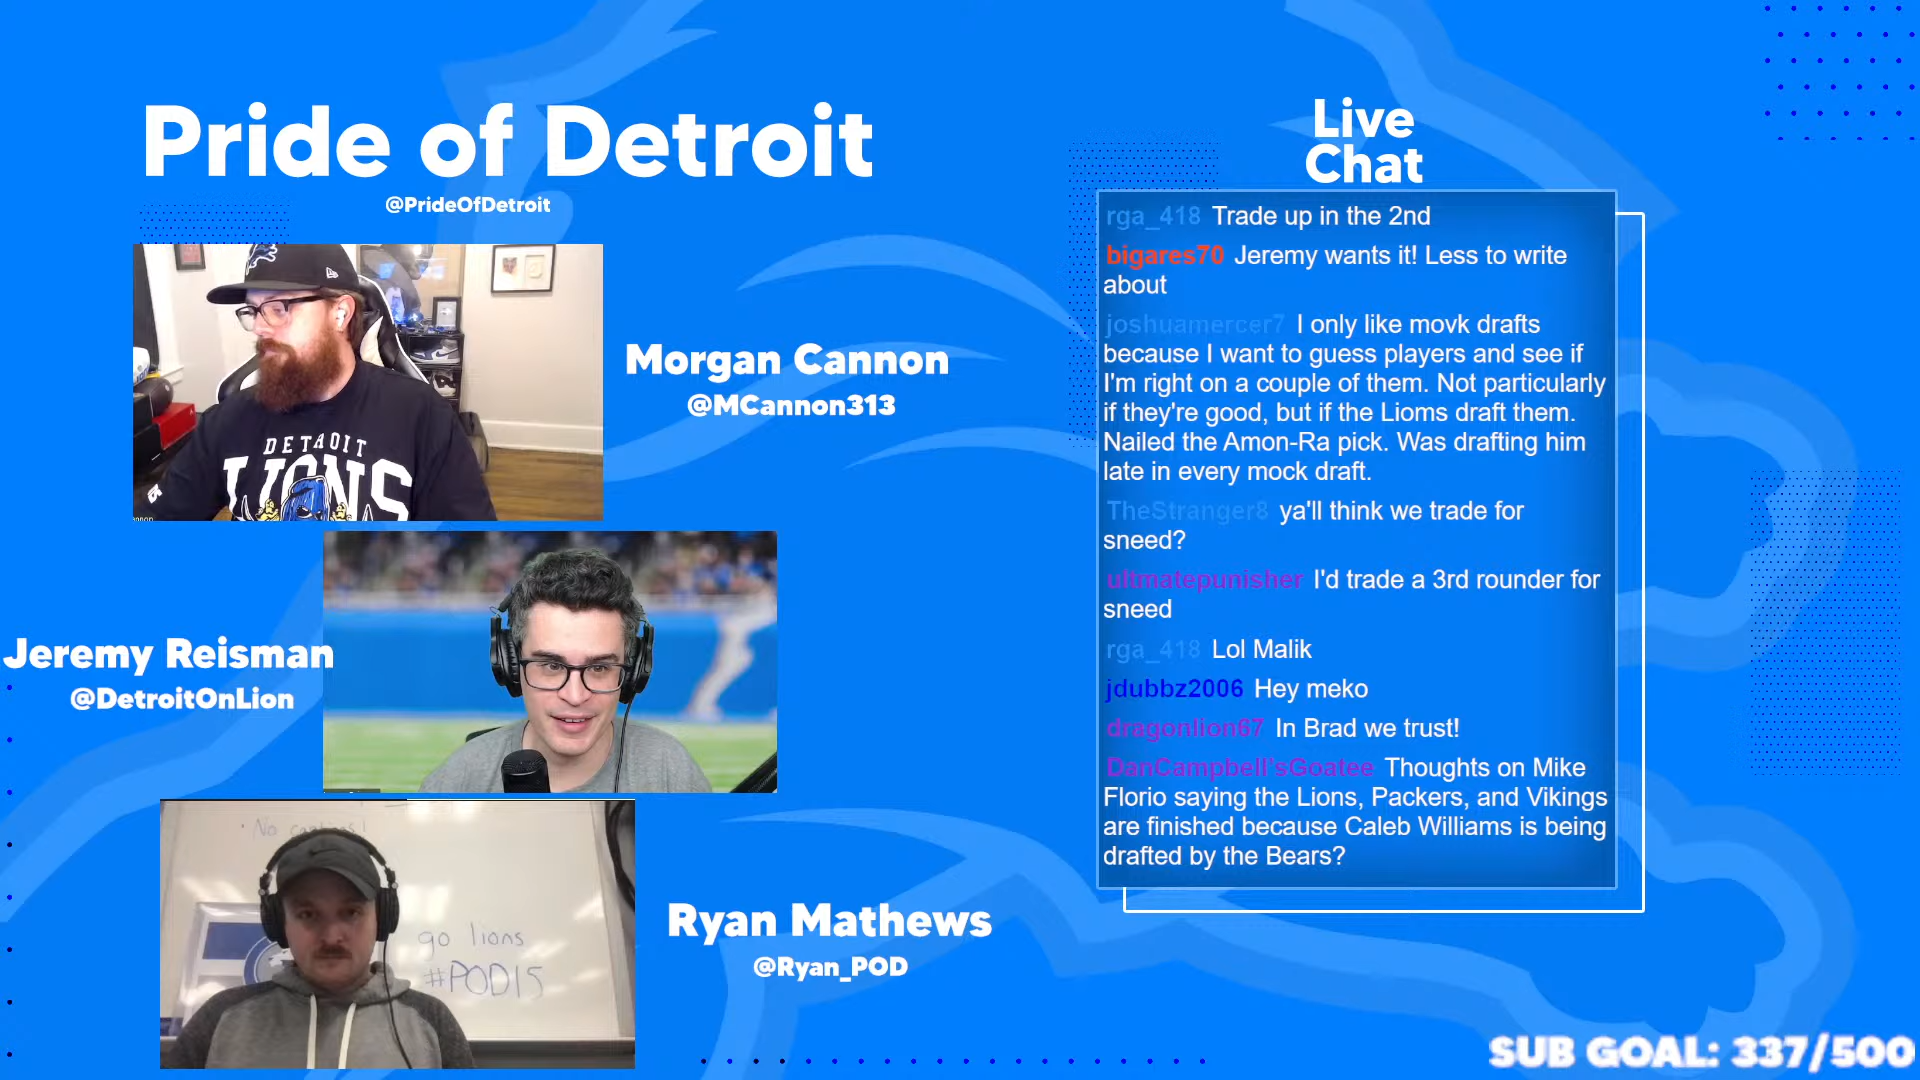 Pride of Detroit
@PrideOfDetroit
DETROIT
LIONS
Morgan Cannon
@MCannon313
Jeremy Reisman
@DetroitOnLion
go lions
#POD15
Ryan Mathews
@Ryan_POD
Live
Chat
rga_418 Trade up in the 2nd
bigares70 Jeremy wants it! Less to write
about
joshuamercer7 I only like movk drafts
because I want to guess players and see if
I'm right on a couple of them. Not particularly
if they're good, but if the Lioms draft them.
Nailed the Amon-Ra pick. Was drafting him
late in every mock draft.
TheStranger8 ya'll think we trade for
sneed?
ultmatepunisher I'd trade a 3rd rounder for
sneed
rga_418 Lol Malik
jdubbz2006 Hey meko
dragonlion67 In Brad we trust!
DanCampbell'sGoatee Thoughts on Mike
Florio saying the Lions, Packers, and Vikings
are finished because Caleb Williams is being
drafted by the Bears?
SUB GOAL: 337/500